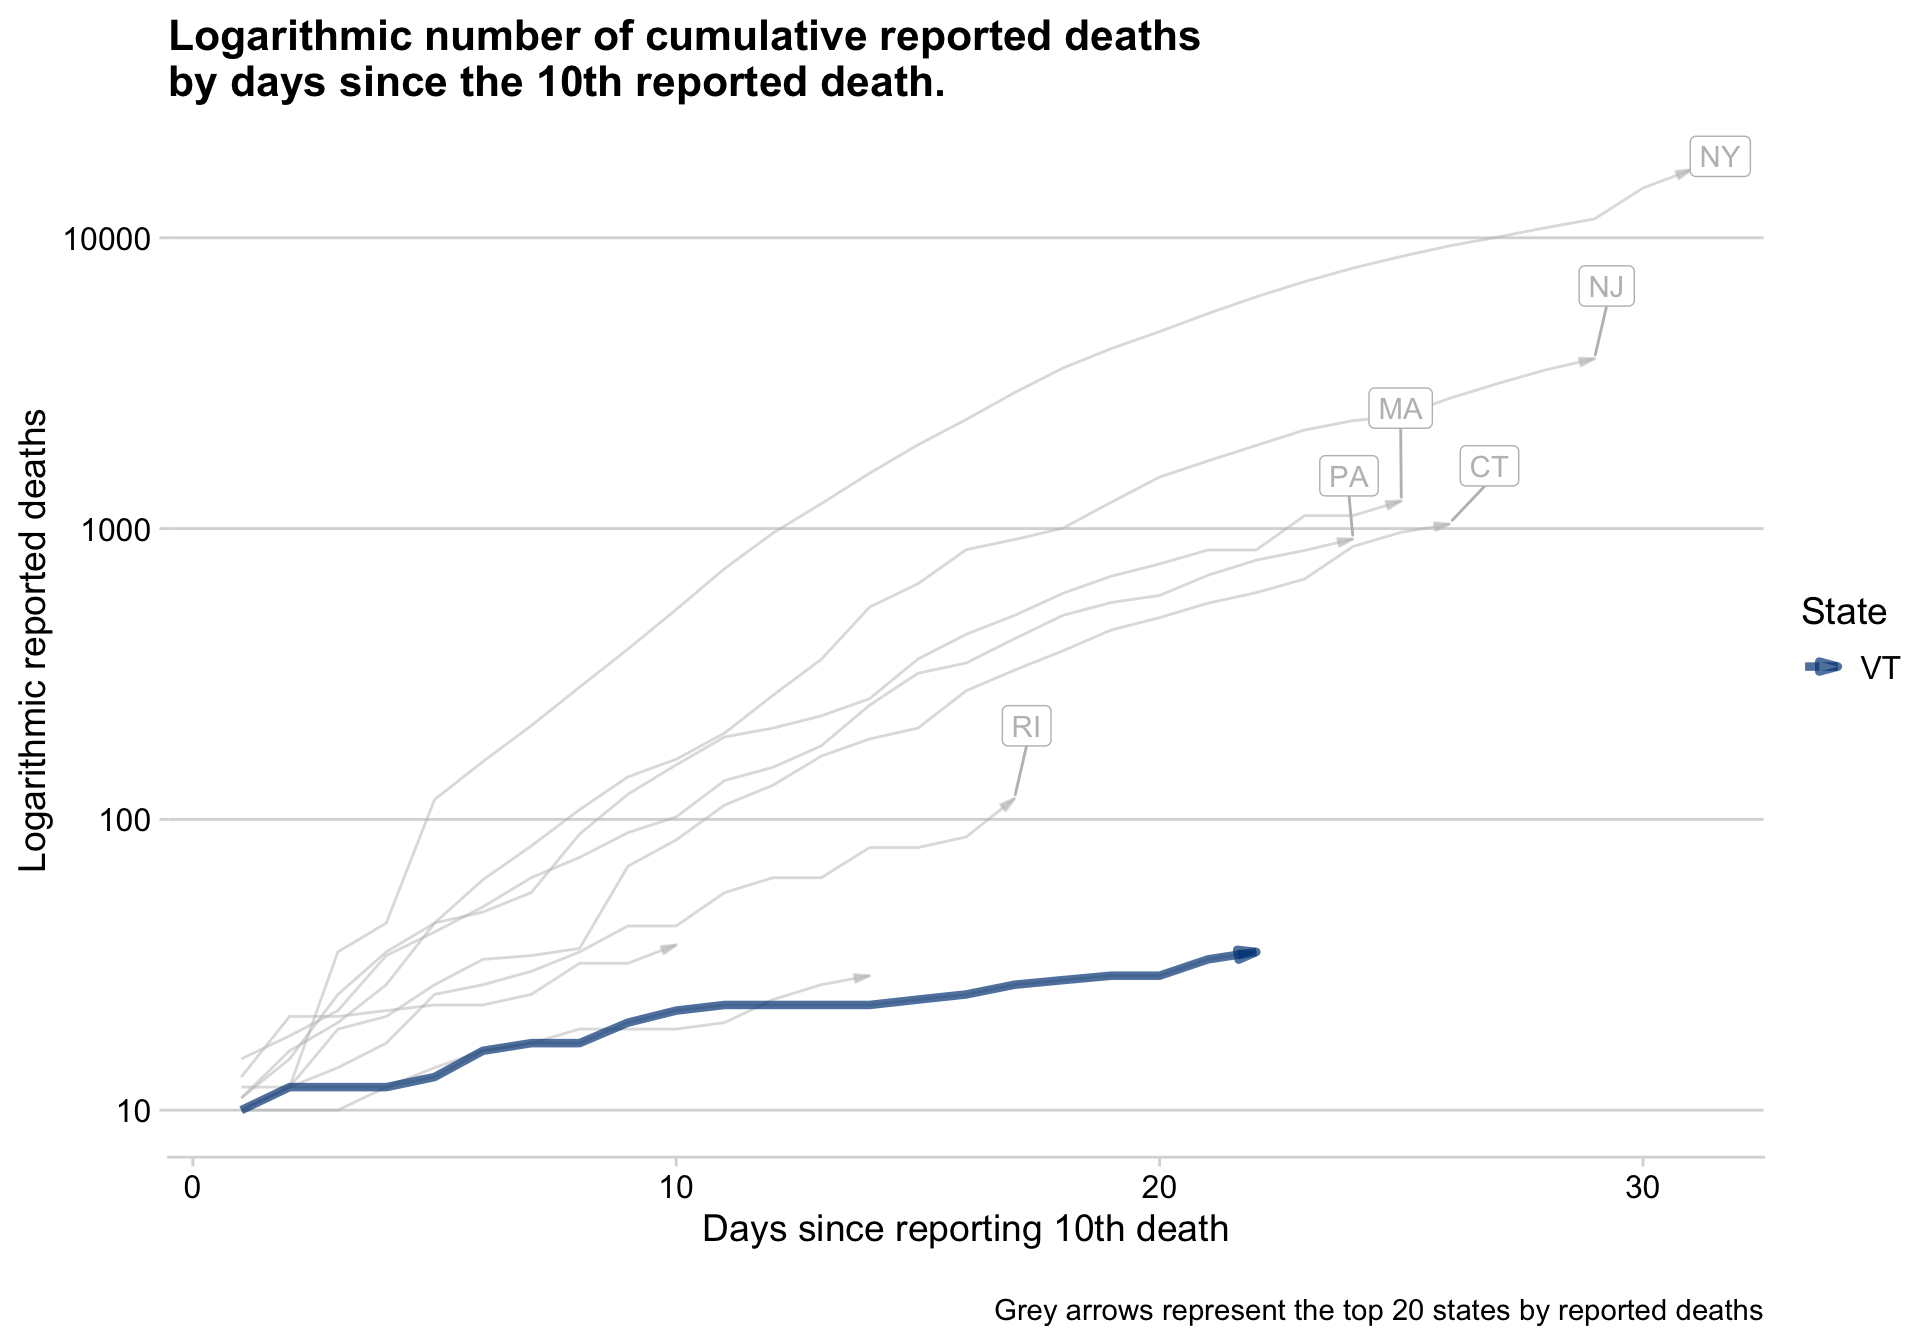 Logarithmic number of cumulative reported deaths
by days since the 10th reported death.
NY
10000
NJ
MA
CT
PA
1000
Logarithmic reported deaths
State
VT
RI
100
10
0 10 20 30
Days since reporting 10th death
Grey arrows represent the top 20 states by reported deaths